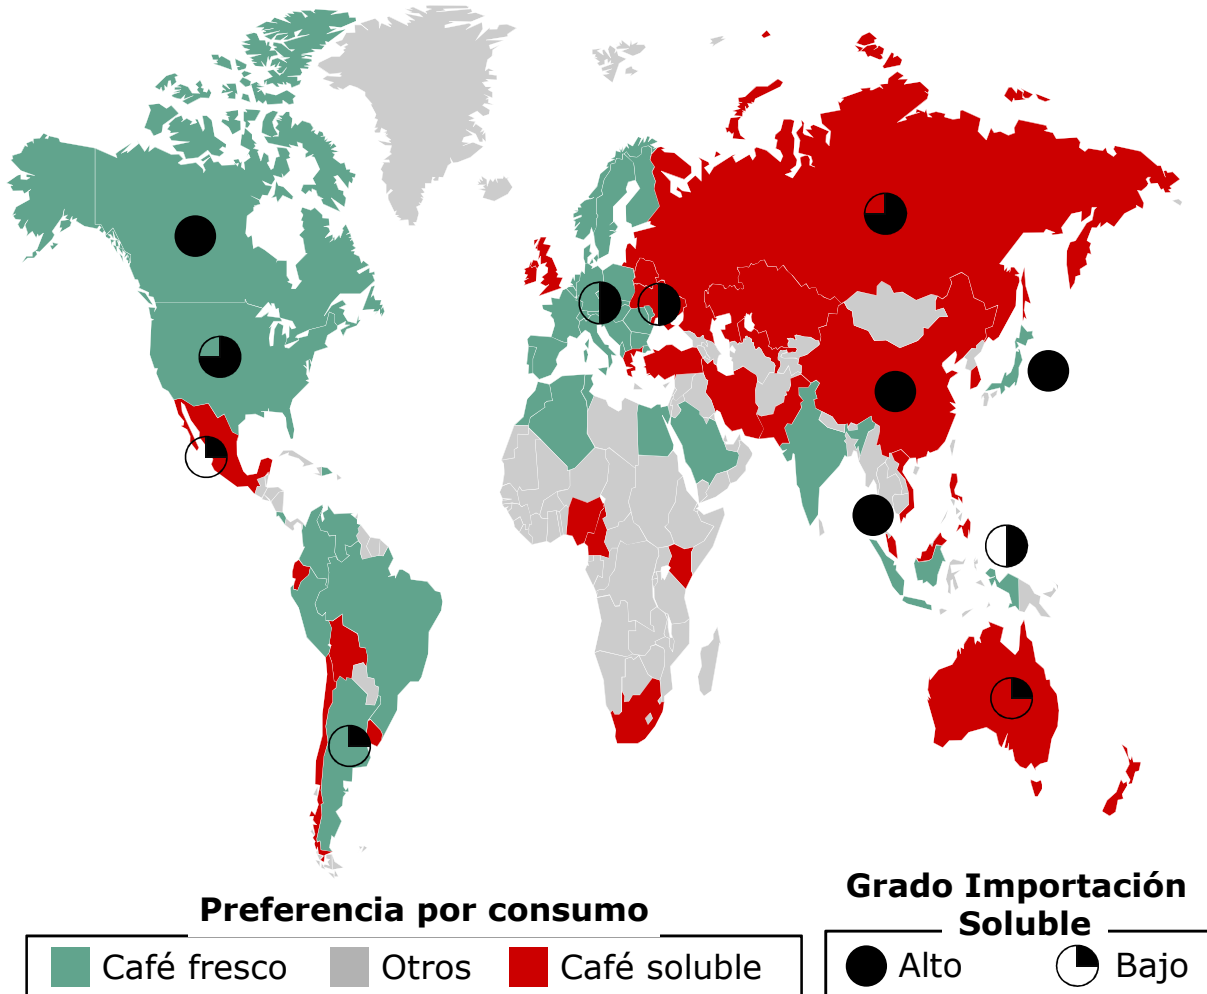 Preferencia por consumo
Café fresco
Otros
Café soluble
Grado Importación
Soluble
Alto
Bajo